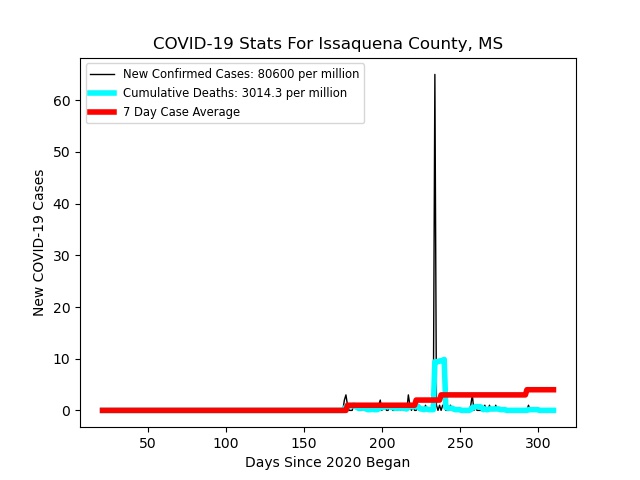 COVID-19 Stats For Issaquena County, MS
New Confirmed Cases: 80600 per million
Cumulative Deaths: 3014.3 per million
7 Day Case Average
New COVID-19 Cases
60
50
40
30
20
10
0
50 100 150 200 250 300
Days Since 2020 Began